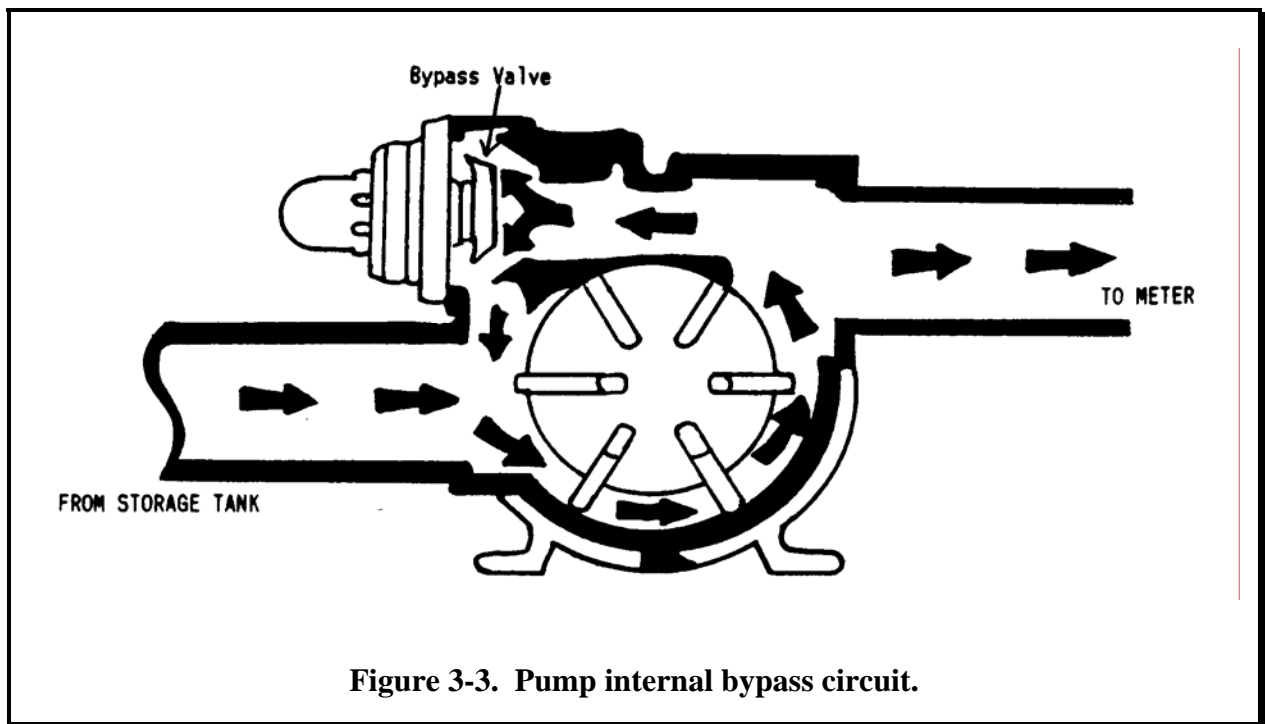 Bypass Valve
TO METER
FROM STORAGE TANK
Figure 3-3.  Pump internal bypass circuit.